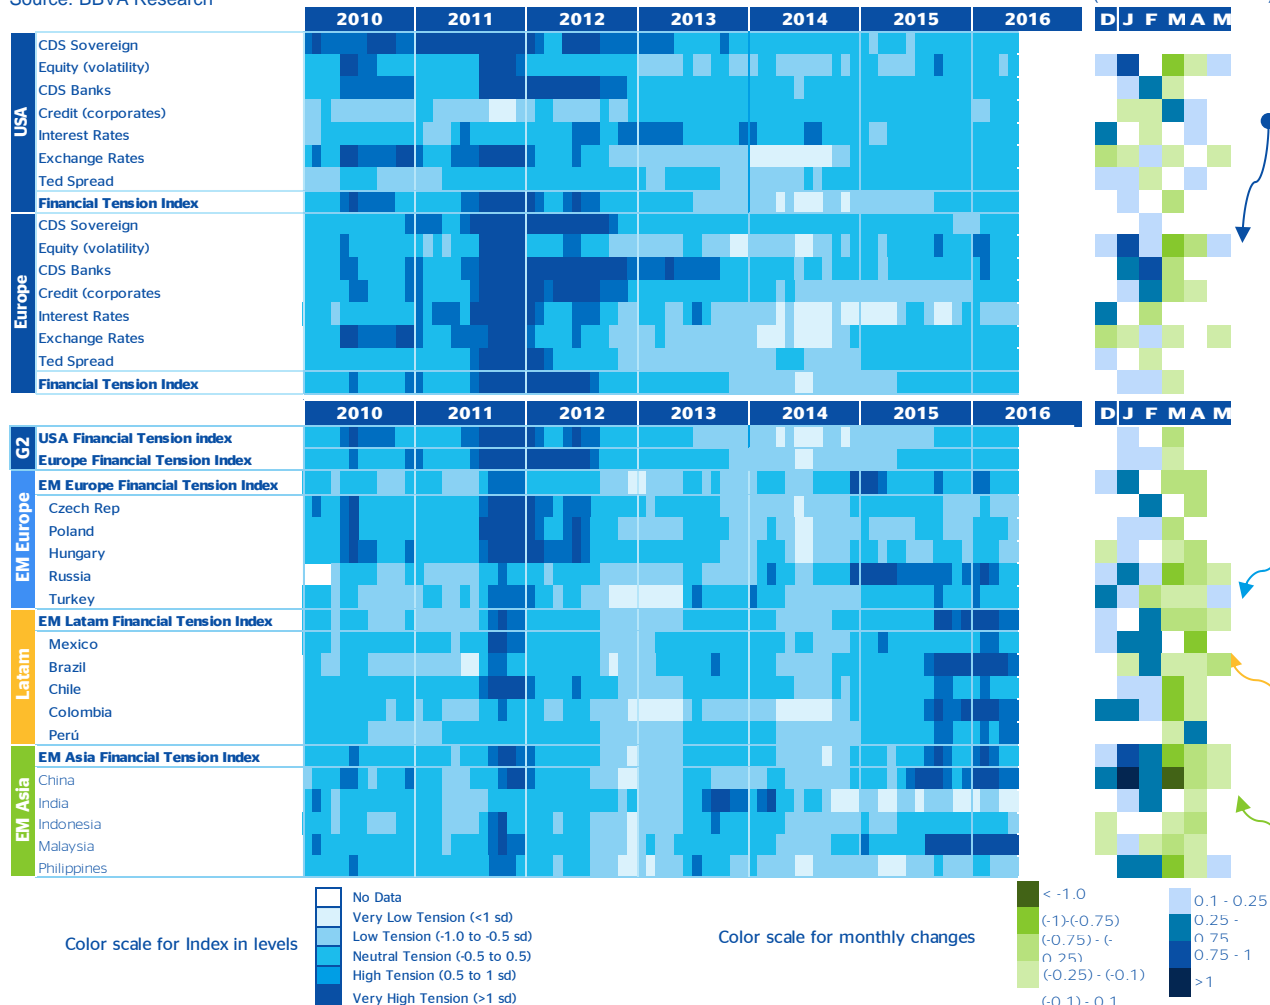 Source: BBVA Research
2010 2011 2012 2013 2014 2015 2016 D J F M A M
USA
CDS Sovereign
Equity (volatility)
CDS Banks
Credit (corporates)
Interest Rates
Exchange Rates
Ted Spread
Financial Tension Index
Europe
CDS Sovereign
Equity (volatility)
CDS Banks
Credit (corporates
Interest Rates
Exchange Rates
Ted Spread
Financial Tension Index
2010 2011 2012 2013 2014 2015 2016 D J F M A M
G2
USA Financial Tension index
Europe Financial Tension Index
EM Europe
EM Europe Financial Tension Index
Czech Rep
Poland
Hungary
Russia
Turkey
Latam
EM Latam Financial Tension Index
Mexico
Brazil
Chile
Colombia
Perú
EM Asia
EM Asia Financial Tension Index
China
India
Indonesia
Malaysia
Philippines
Color scale for Index in levels
No Data
Very Low Tension (<1 sd)
Low Tension (-1.0 to -0.5 sd)
Neutral Tension (-0.5 to 0.5)
High Tension (0.5 to 1 sd)
Very High Tension (>1 sd)
Color scale for monthly changes
< -1.0
(-1)-(-0.75)
(-0.75) - (-
0.25)
(-0.25) - (-0.1)
(-0.1) - 0.1
0.1 - 0.25
0.25 -
0.75
0.75 - 1
>1